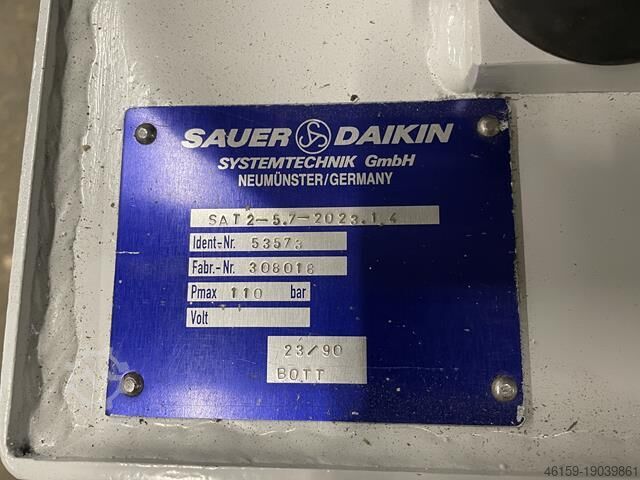 SAUER DAIKIN
SYSTEMTECHNIK GmbH
NEUMÜNSTER/GERMANY
SAT2-5.7-2023.1.4
Ident-Nr. 53573
Fabr.-Nr. 308018
Pmax 110 bar
Volt
23/90
BOTT
46159-19039861